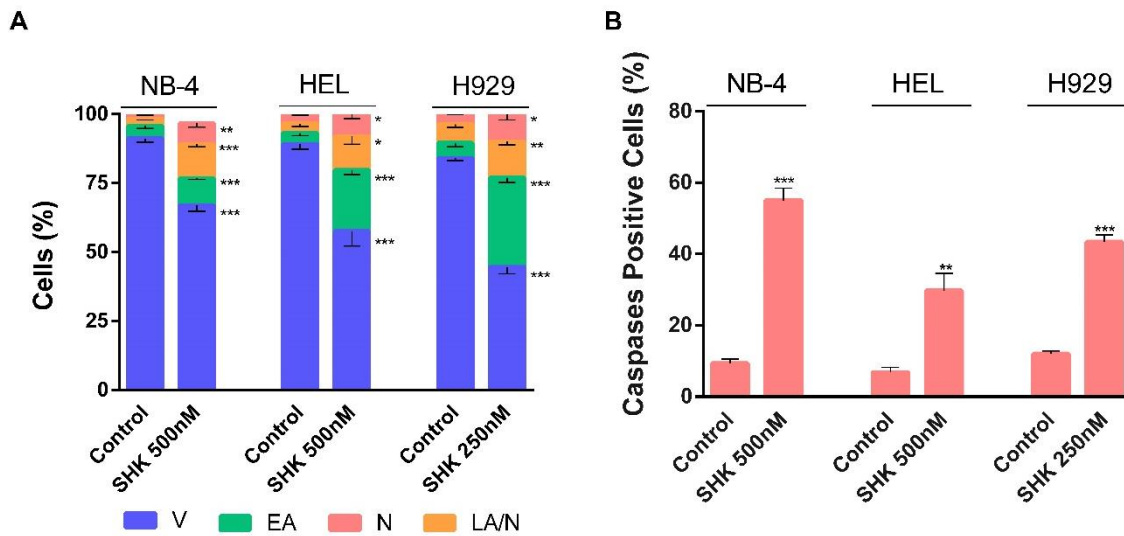 A
NB-4 HEL H929
100
75
50
25
0
Cells (%)
** *** *** ***
* * *** ***
* ** *** ***
Control SHK 500nM Control SHK 500nM Control SHK 250nM
V EA N LA/N
B
NB-4 HEL H929
80
60
40
20
0
Caspases Positive Cells (%)
*** ** ***
Control SHK 500nM Control SHK 500nM Control SHK 250nM